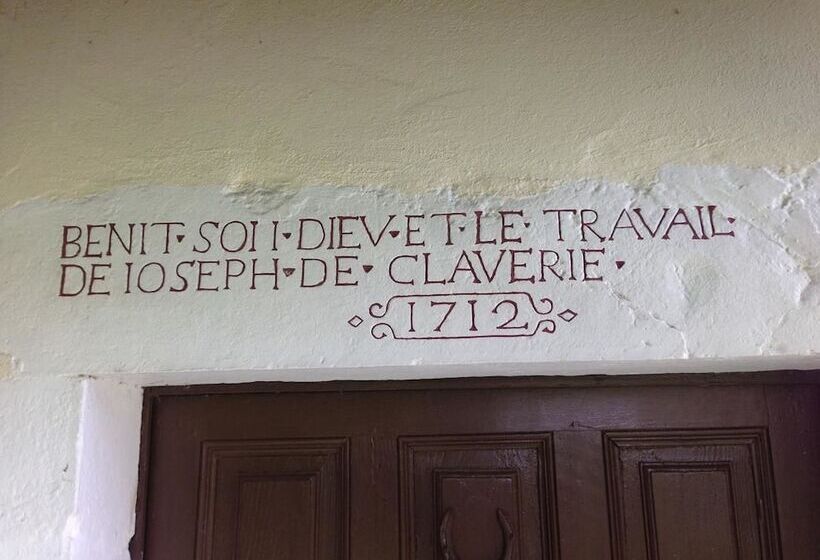 BENIT·SOI I·DIEV·ET·LE·TRAVAIL·
DE IOSEPH·DE·CLAVERIE·
1712